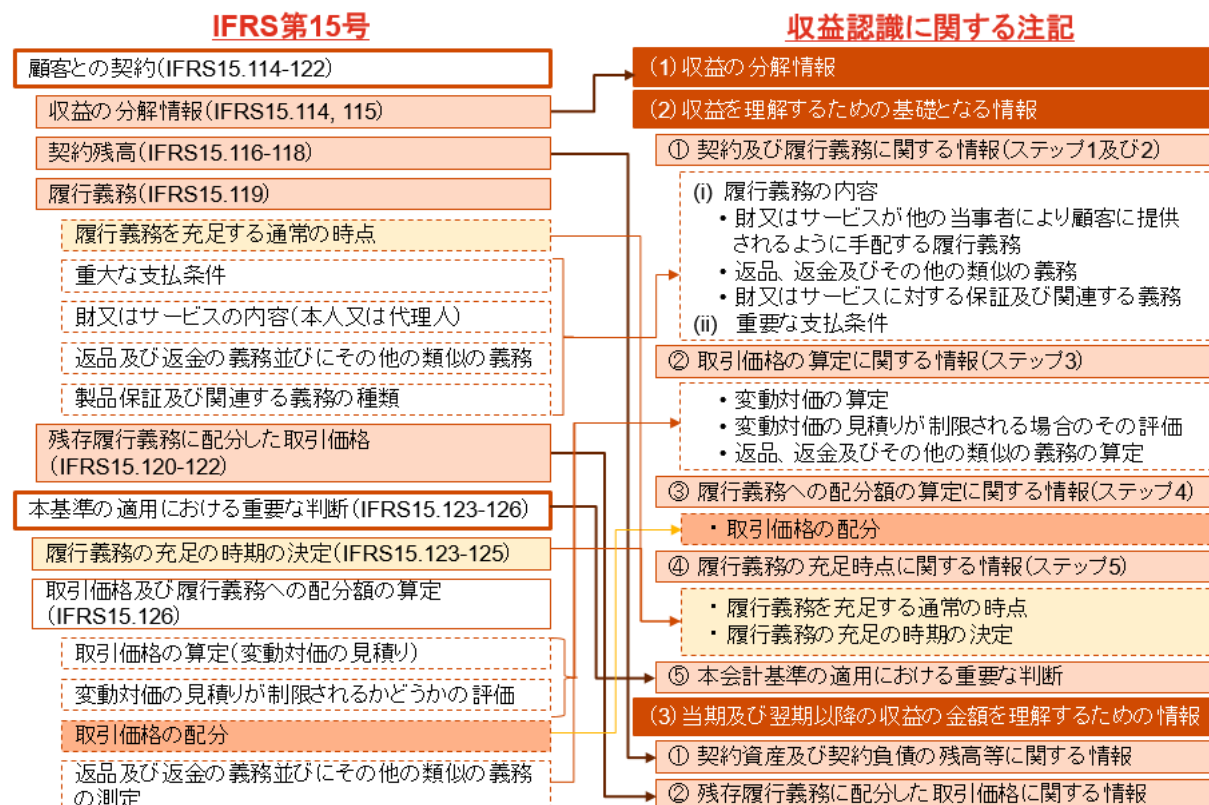 IFRS第15号
顧客との契約(IFRS15.114-122)
収益の分解情報(IFRS15.114, 115)
契約残高(IFRS15.116-118)
履行義務(IFRS15.119)
履行義務を充足する通常の時点
重大な支払条件
財又はサービスの内容(本人又は代理人)
返品及び返金の義務並びにその他の類似の義務
製品保証及び関連する義務の種類
残存履行義務に配分した取引価格
(IFRS15.120-122)
本基準の適用における重要な判断(IFRS15.123-126)
履行義務の充足の時期の決定(IFRS15.123-125)
取引価格及び履行義務への配分額の算定
(IFRS15.126)
取引価格の算定(変動対価の見積り)
変動対価の見積りが制限されるかどうかの評価
取引価格の配分
返品及び返金の義務並びにその他の類似の義務
の測定
収益認識に関する注記
(1)収益の分解情報
(2)収益を理解するための基礎となる情報
① 契約及び履行義務に関する情報(ステップ1及び2)
(i) 履行義務の内容
・財又はサービスが他の当事者により顧客に提供
されるように手配する履行義務
・返品、返金及びその他の類似の義務
・財又はサービスに対する保証及び関連する義務
(ii) 重要な支払条件
② 取引価格の算定に関する情報(ステップ3)
・変動対価の算定
・変動対価の見積りが制限される場合のその評価
・返品、返金及びその他の類似の義務の算定
③ 履行義務への配分額の算定に関する情報(ステップ4)
・取引価格の配分
④ 履行義務の充足時点に関する情報(ステップ5)
・履行義務を充足する通常の時点
・履行義務の充足の時期の決定
⑤ 本会計基準の適用における重要な判断
(3)当期及び翌期以降の収益の金額を理解するための情報
① 契約資産及び契約負債の残高等に関する情報
② 残存履行義務に配分した取引価格に関する情報